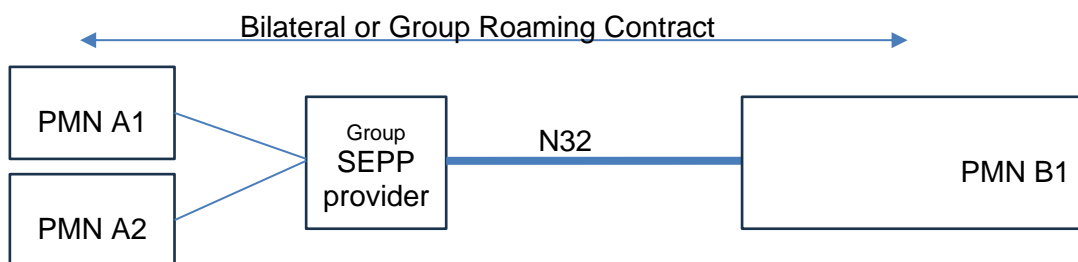 Bilateral or Group Roaming Contract
PMN A1
Group
SEPP
provider
N32
PMN B1
PMN A2